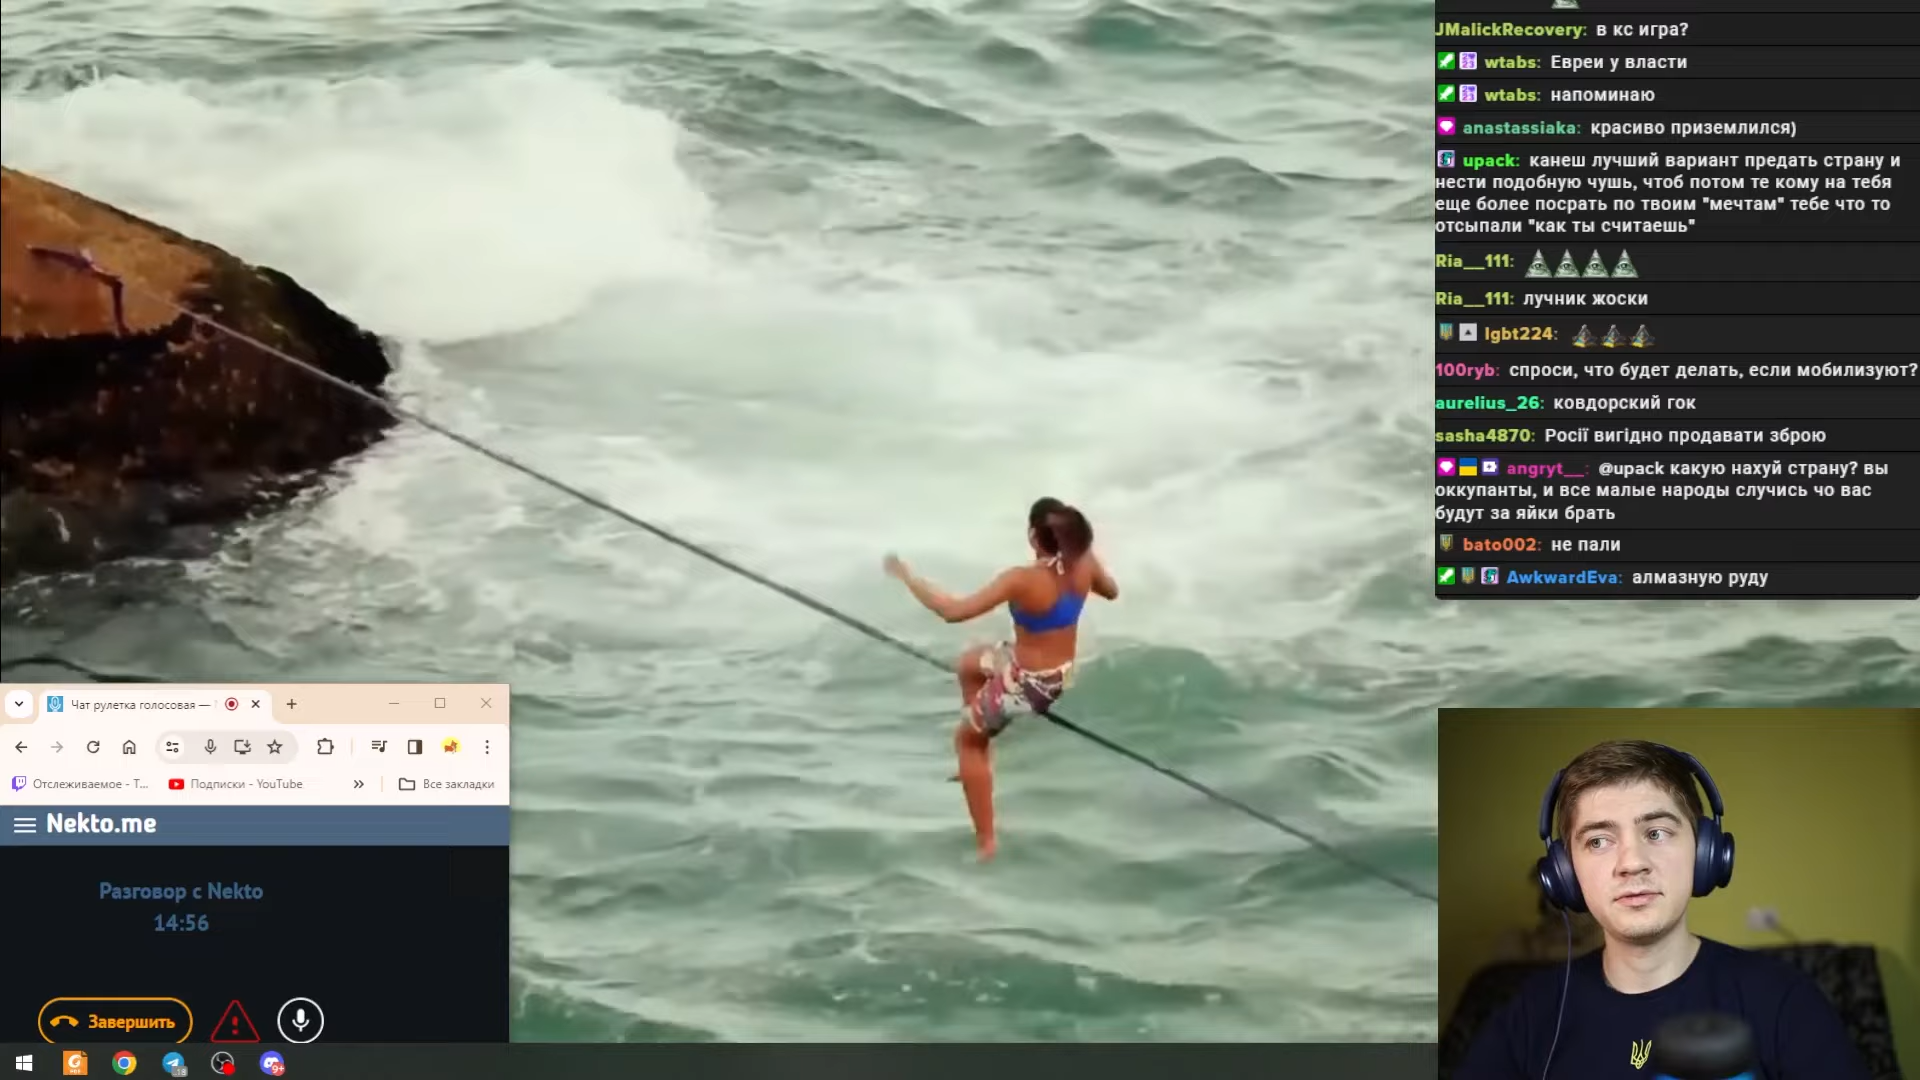 JMalickRecovery: в кс игра?
wtabs: Евреи у власти
wtabs: напоминаю
anastassiaka: красиво приземлился)
upack: канеш лучший вариант предать страну и
нести подобную чушь, чтоб потом те кому на тебя
еще более посрать по твоим "мечтам" тебе что то
отсыпали "как ты считаешь"
Ria__111:
Ria__111: лучник жоски
lgbt224:
100ryb: спроси, что будет делать, если мобилизуют?
aurelius_26: ковдорский гок
sasha4870: Росії вигідно продавати зброю
angryt__: @upack какую нахуй страну? вы
оккупанты, и все малые народы случись чо вас
будут за яйки брать
bato002: не пали
AwkwardEva: алмазную руду
Чат рулетка голосовая —
Отслеживаемое - T...
Подписки - YouTube
Все закладки
Nekto.me
Разговор с Nekto
14:56
Завершить